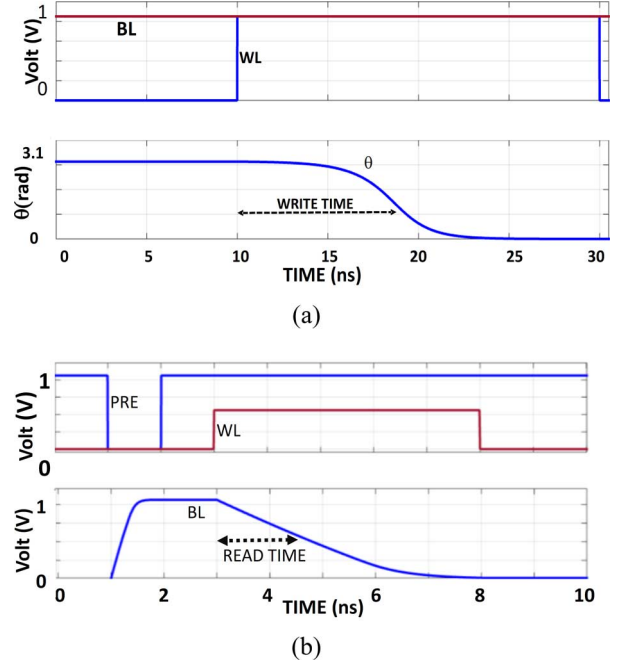 Volt (V)
1
0
BL
WL
θ(rad)
3.1
0
θ
WRITE TIME
0 5 10 15 20 25 30
TIME (ns)
(a)
Volt (V)
1
0
PRE
WL
Volt (V)
1
0
BL
READ TIME
0 2 4 6 8 10
TIME (ns)
(b)